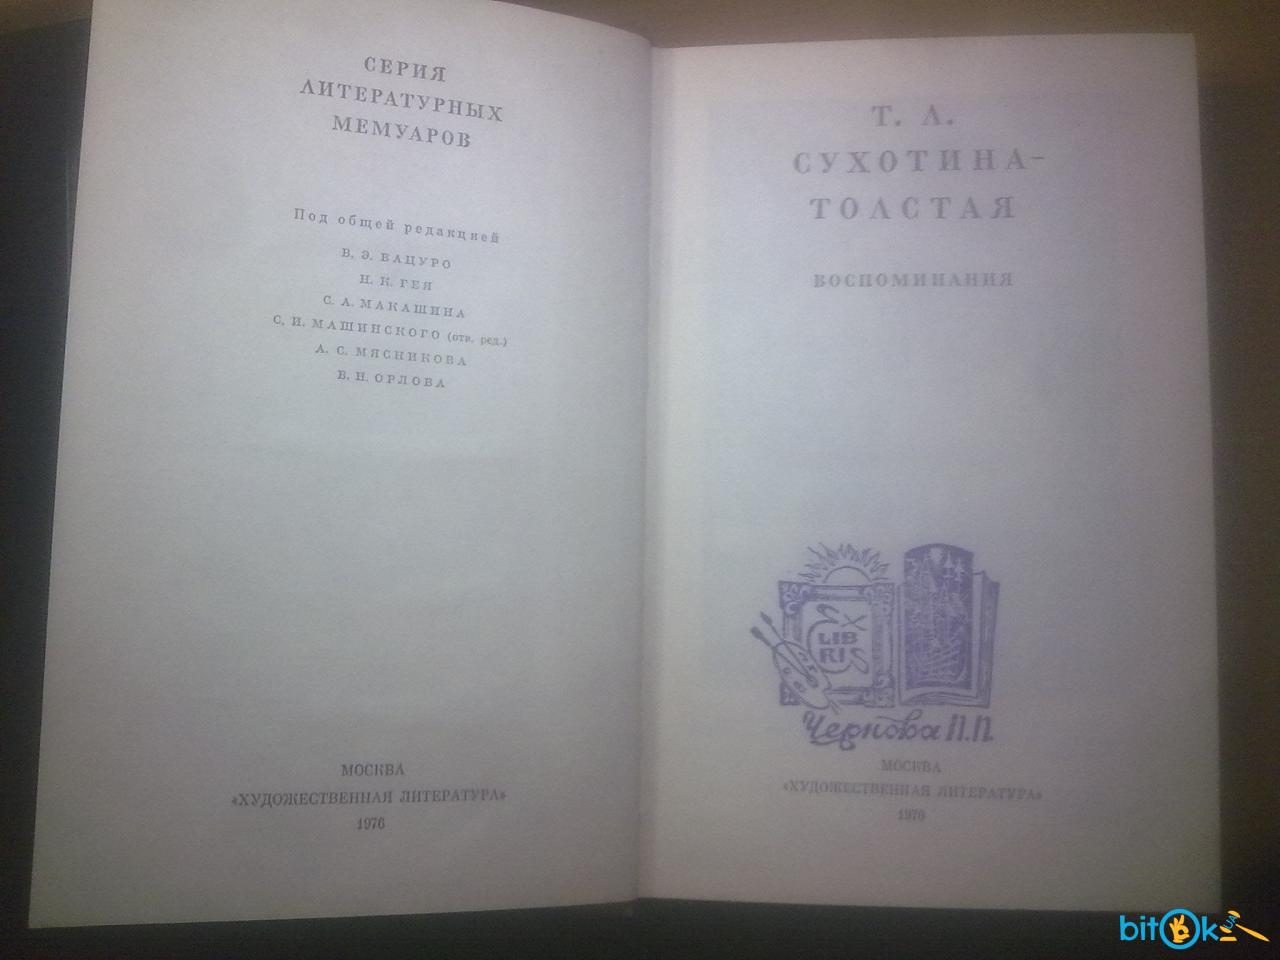 СЕРИЯ
ЛИТЕРАТУРНЫХ
МЕМУАРОВ
Под общей редакцией
В. Э. ВАЦУРО
Н. К. ГЕЯ
С. А. МАКАШИНА
С. И. МАШИНСКОГО (отв. ред.)
А. С. МЯСНИКОВА
В. Н. ОРЛОВА
МОСКВА
«ХУДОЖЕСТВЕННАЯ ЛИТЕРАТУРА»
1976
Т. Л.
СУХОТИНА-
ТОЛСТАЯ
ВОСПОМИНАНИЯ
EX
LIB
RIS
Чернова П.П.
МОСКВА
«ХУДОЖЕСТВЕННАЯ ЛИТЕРАТУРА»
1976
bitOk UA